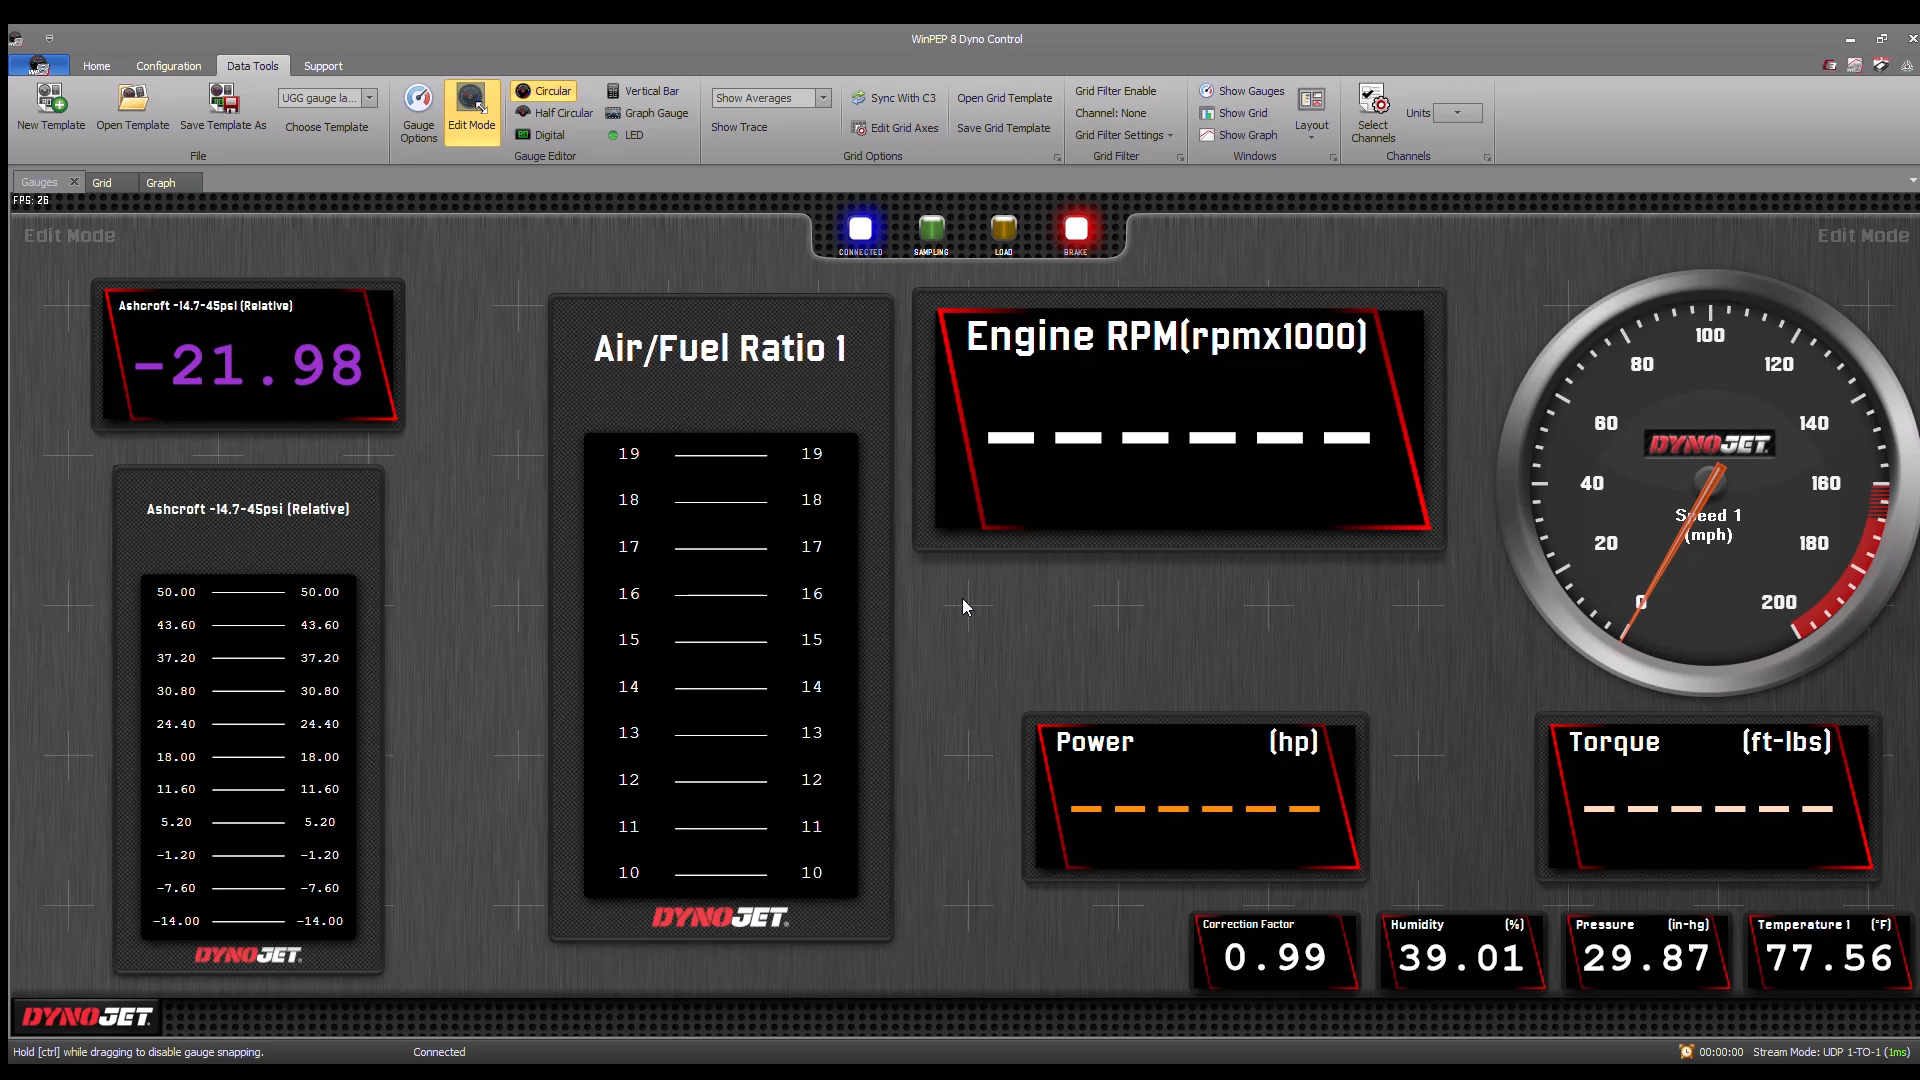 WinPEP 8 Dyno Control
Home Configuration Data Tools Support
New Template
Open Template
Save Template As
UGG gauge la...
Choose Template
File
Gauge Options
Edit Mode
Circular
Half Circular
Digital
Vertical Bar
Graph Gauge
LED
Gauge Editor
Show Averages
Show Trace
Sync With C3
Edit Grid Axes
Open Grid Template
Save Grid Template
Grid Options
Grid Filter Enable
Channel: None
Grid Filter Settings
Grid Filter
Show Gauges
Show Grid
Show Graph
Layout
Windows
Select Channels
Units
Channels
Gauges Grid Graph
FPS: 26
Edit Mode
CONNECTED SAMPLING LOAD BRAKE
Edit Mode
Ashcroft -14.7-45psi (Relative)
-21.98
Ashcroft -14.7-45psi (Relative)
50.00 50.00
43.60 43.60
37.20 37.20
30.80 30.80
24.40 24.40
18.00 18.00
11.60 11.60
5.20 5.20
-1.20 -1.20
-7.60 -7.60
-14.00 -14.00
DYNOJET
Air/Fuel Ratio 1
19 19
18 18
17 17
16 16
15 15
14 14
13 13
12 12
11 11
10 10
DYNOJET®
Engine RPM(rpmx1000)
------
0 20 40 60 80 100 120 140 160 180 200
DYNOJET
Speed 1
(mph)
Power (hp)
------
Torque (ft-lbs)
------
Correction Factor
0.99
Humidity (%)
39.01
Pressure (in-hg)
29.87
Temperature 1 (°F)
77.56
DYNOJET
Hold [ctrl] while dragging to disable gauge snapping. Connected 00:00:00 Stream Mode: UDP 1-TO-1 (1ms)